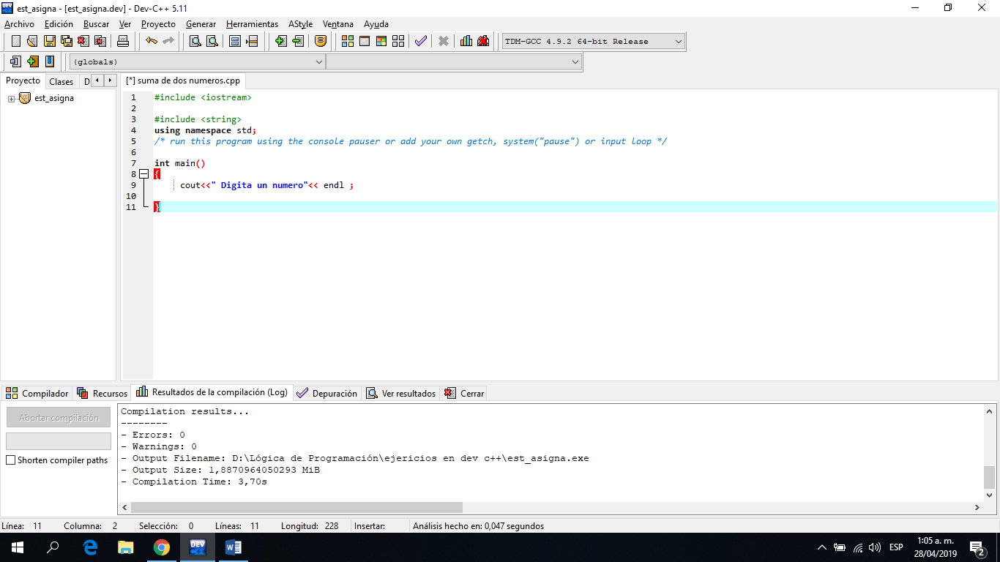 est_asigna - [est_asigna.dev] - Dev-C++ 5.11
Archivo Edición Buscar Ver Proyecto Generar Herramientas AStyle Ventana Ayuda
TDM-GCC 4.9.2 64-bit Release
(globals)
Proyecto Clases D [*] suma de dos numeros.cpp
est_asigna
1 #include <iostream>
2
3 #include <string>
4 using namespace std;
5 /* run this program using the console pauser or add your own getch, system("pause") or input loop */
6
7 int main()
8 {
9 cout<<" Digita un numero"<< endl ;
10
11 }
Compilador Recursos Resultados de la compilación (Log) Depuración Ver resultados Cerrar
Abortar compilación
Shorten compiler paths
Compilation results...
--------
- Errors: 0
- Warnings: 0
- Output Filename: D:\Lógica de Programación\ejericios en dev c++\est_asigna.exe
- Output Size: 1,8870964050293 MiB
- Compilation Time: 3,70s
Línea: 11 Columna: 2 Selección: 0 Líneas: 11 Longitud: 228 Insertar: Análisis hecho en: 0,047 segundos
DEV
ESP
1:05 a. m.
28/04/2019
2